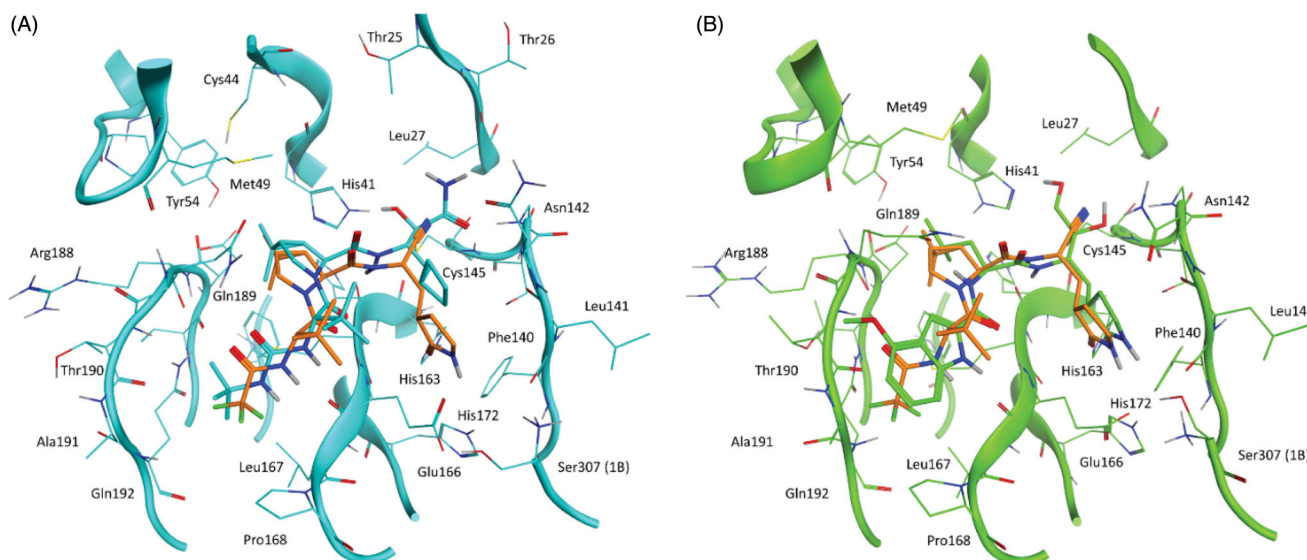 (A)
Thr25
Thr26
Cys44
Leu27
Met49
Tyr54
His41
Asn142
Arg188
Gln189
Cys145
Leu141
Phe140
Thr190
His163
His172
Ala191
Leu167
Glu166
Ser307 (1B)
Gln192
Pro168
(B)
Met49
Leu27
Tyr54
His41
Asn142
Gln189
Arg188
Cys145
Leu14
Phe140
Thr190
His163
His172
Ala191
Leu167
Glu166
Ser307 (1B)
Gln192
Pro168